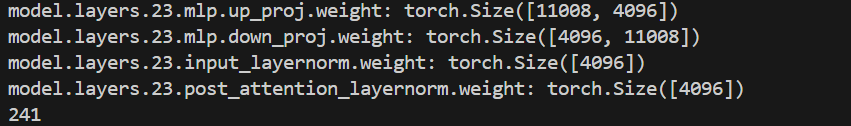 model.layers.23.mlp.up_proj.weight: torch.Size([11008, 4096])
model.layers.23.mlp.down_proj.weight: torch.Size([4096, 11008])
model.layers.23.input_layernorm.weight: torch.Size([4096])
model.layers.23.post_attention_layernorm.weight: torch.Size([4096])
241